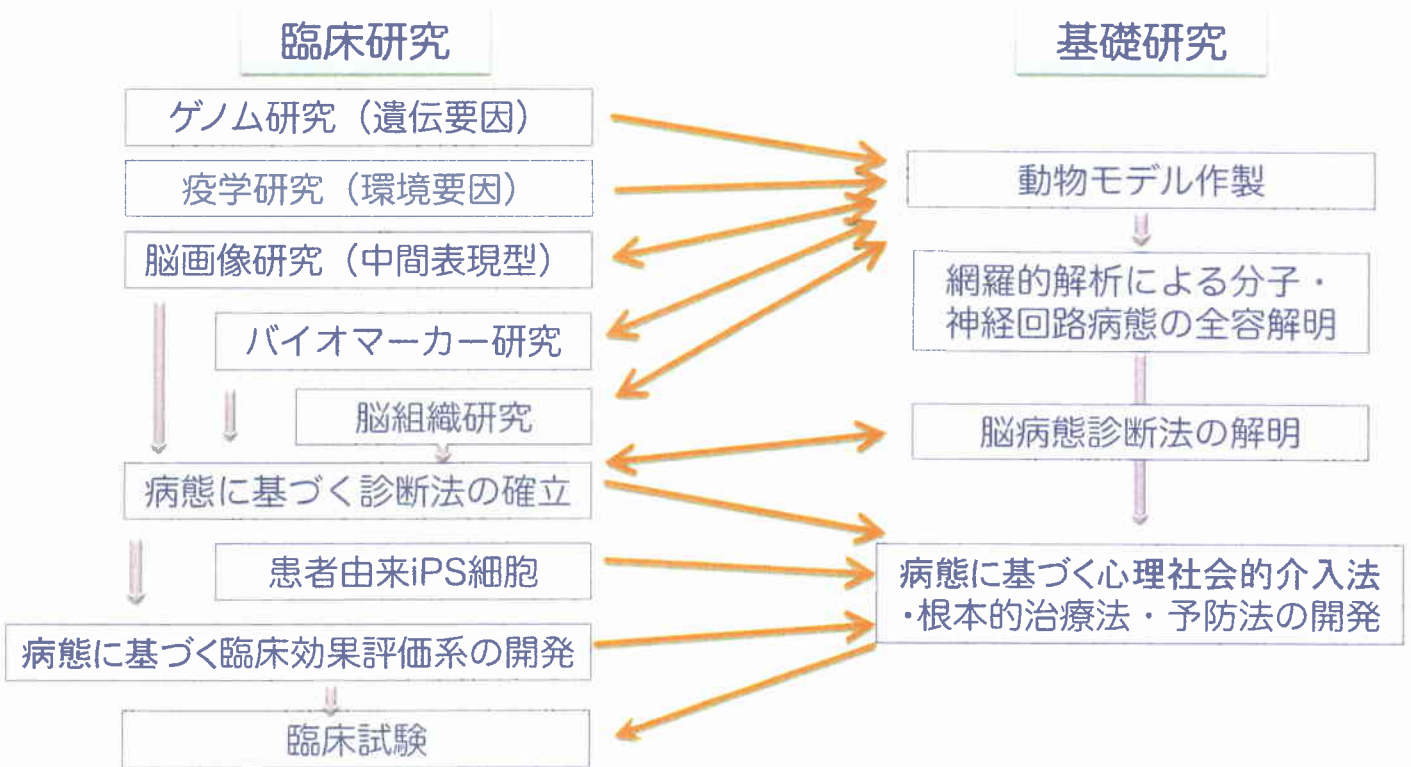 臨床研究
ゲノム研究（遺伝要因）
疫学研究（環境要因）
脳画像研究（中間表現型）
バイオマーカー研究
脳組織研究
病態に基づく診断法の確立
患者由来iPS細胞
病態に基づく臨床効果評価系の開発
臨床試験
基礎研究
動物モデル作製
網羅的解析による分子・
神経回路病態の全容解明
脳病態診断法の解明
病態に基づく心理社会的介入法
・根本的治療法・予防法の開発